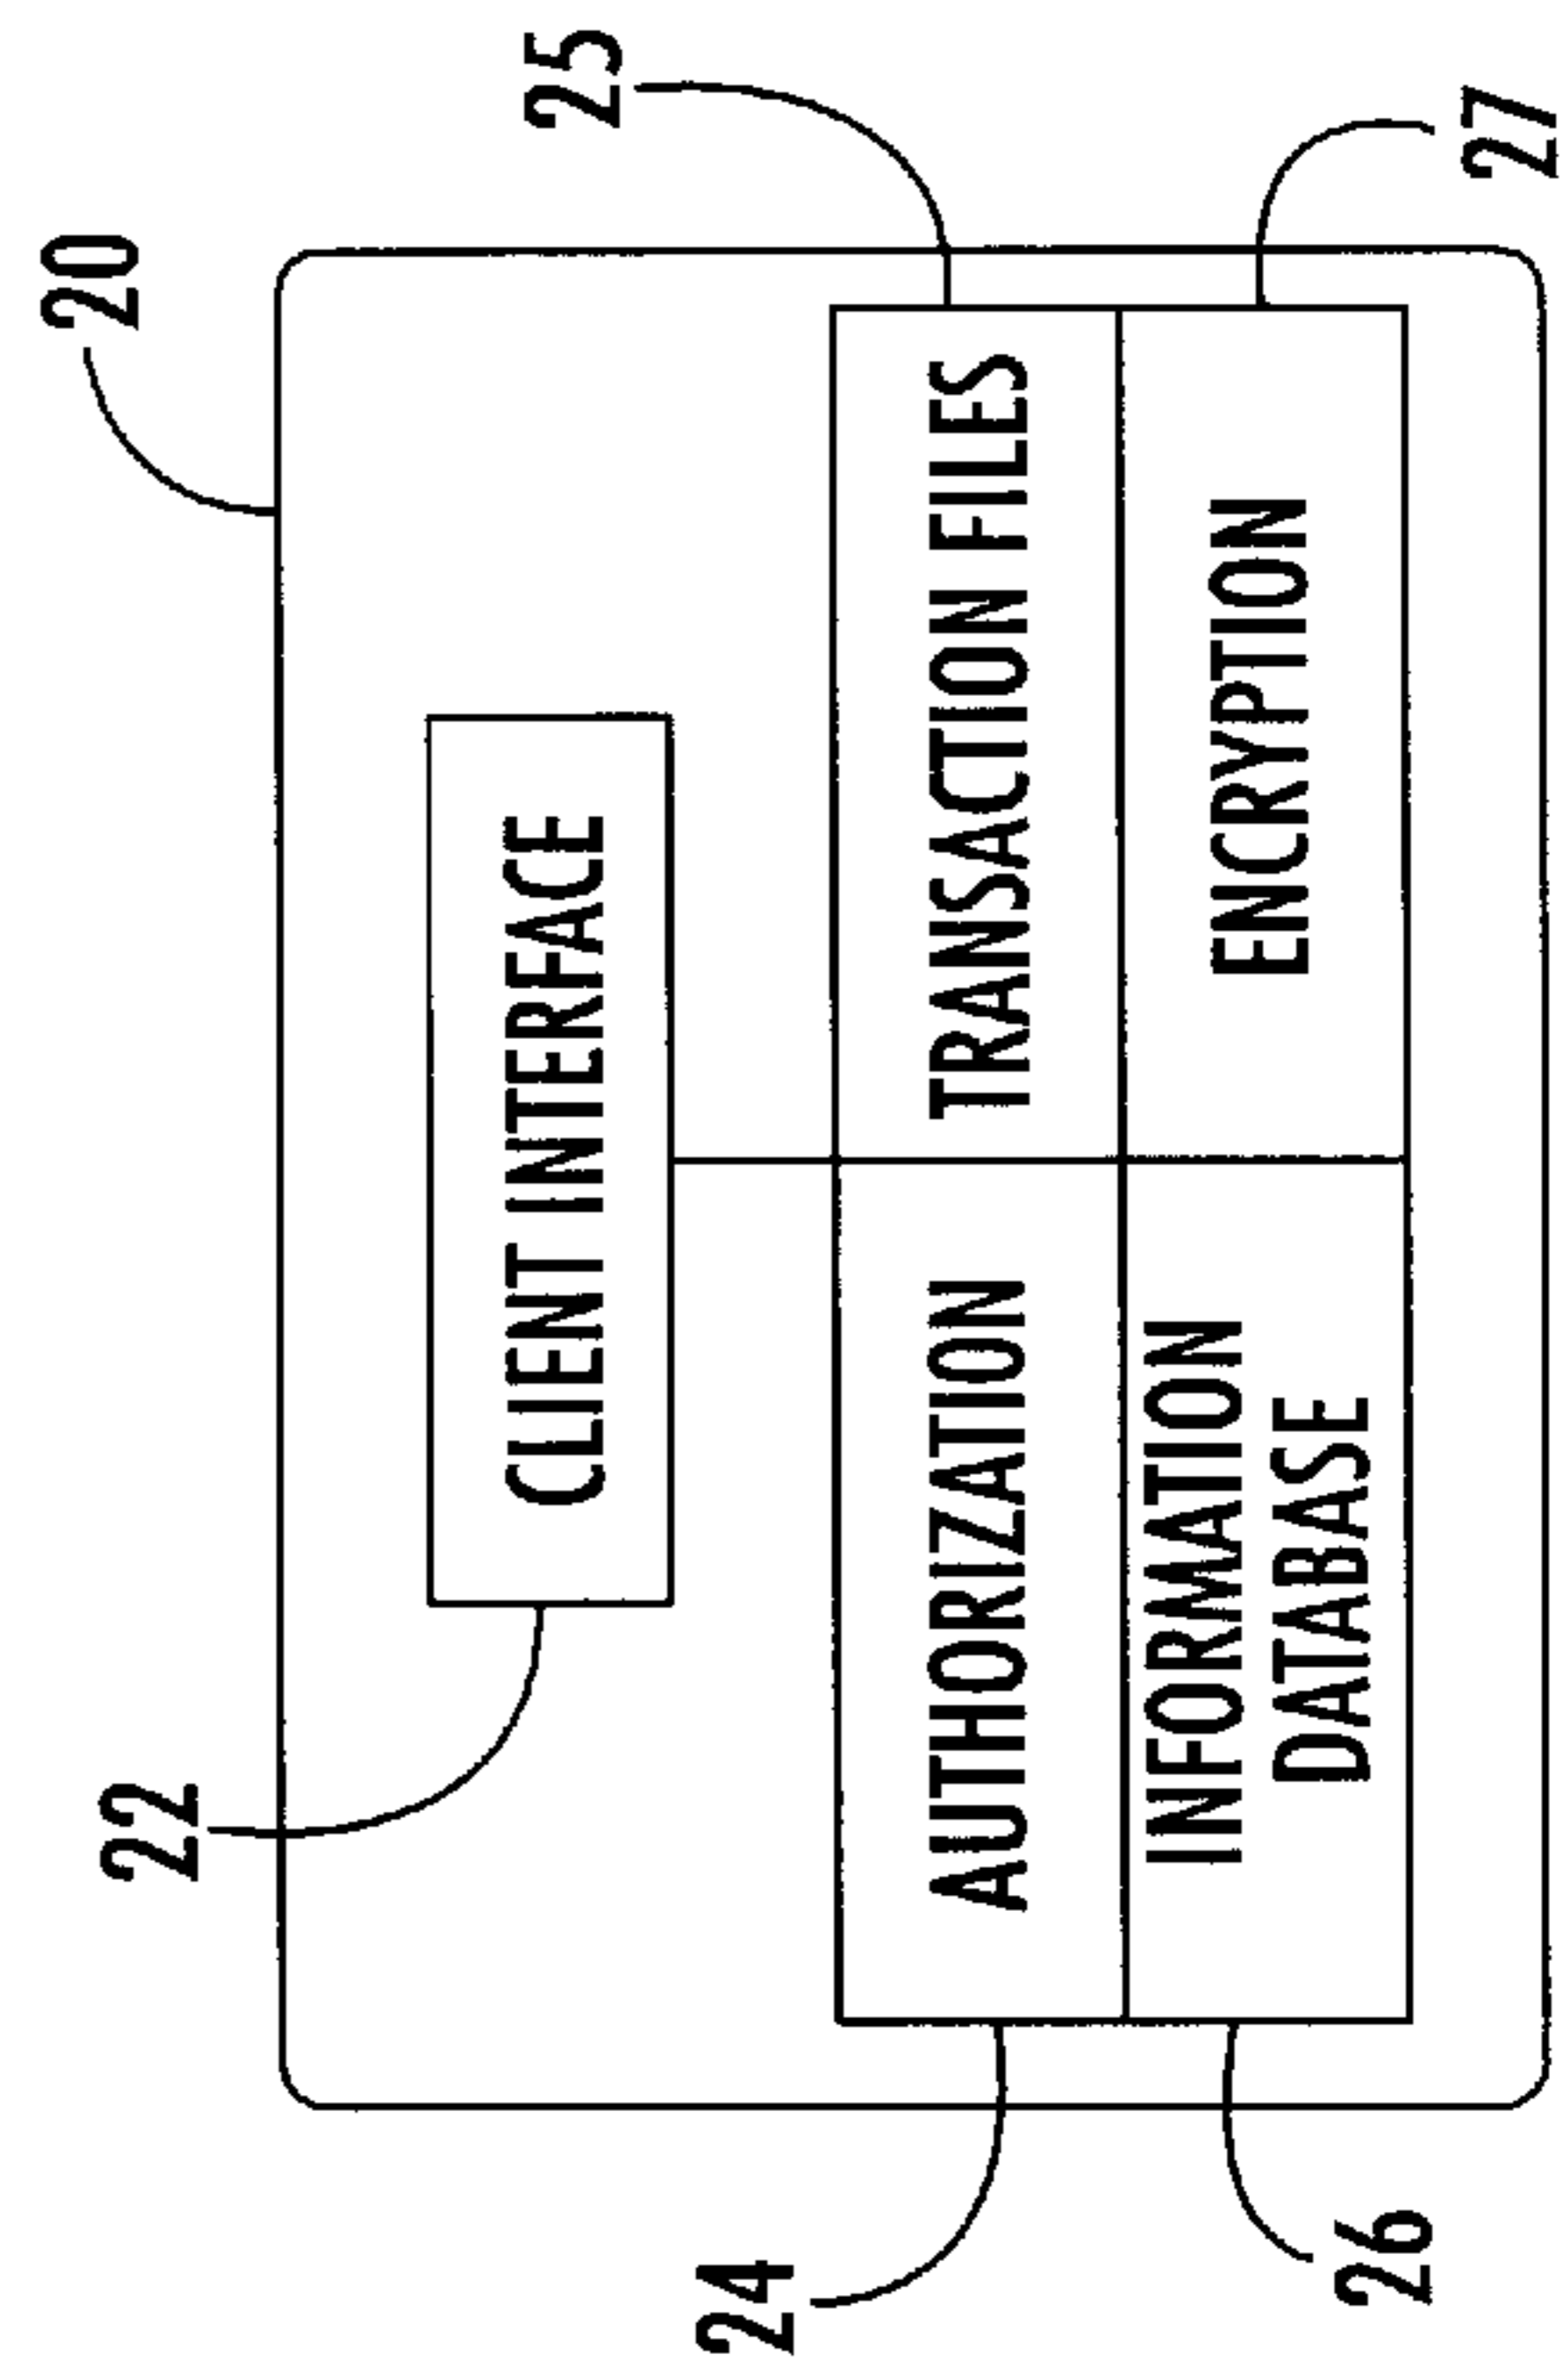 20
22
CLIENT INTERFACE
25
24
AUTHORIZATION
TRANSACTION FILES
INFORMATION
DATABASE
ENCRYPTION
26
27